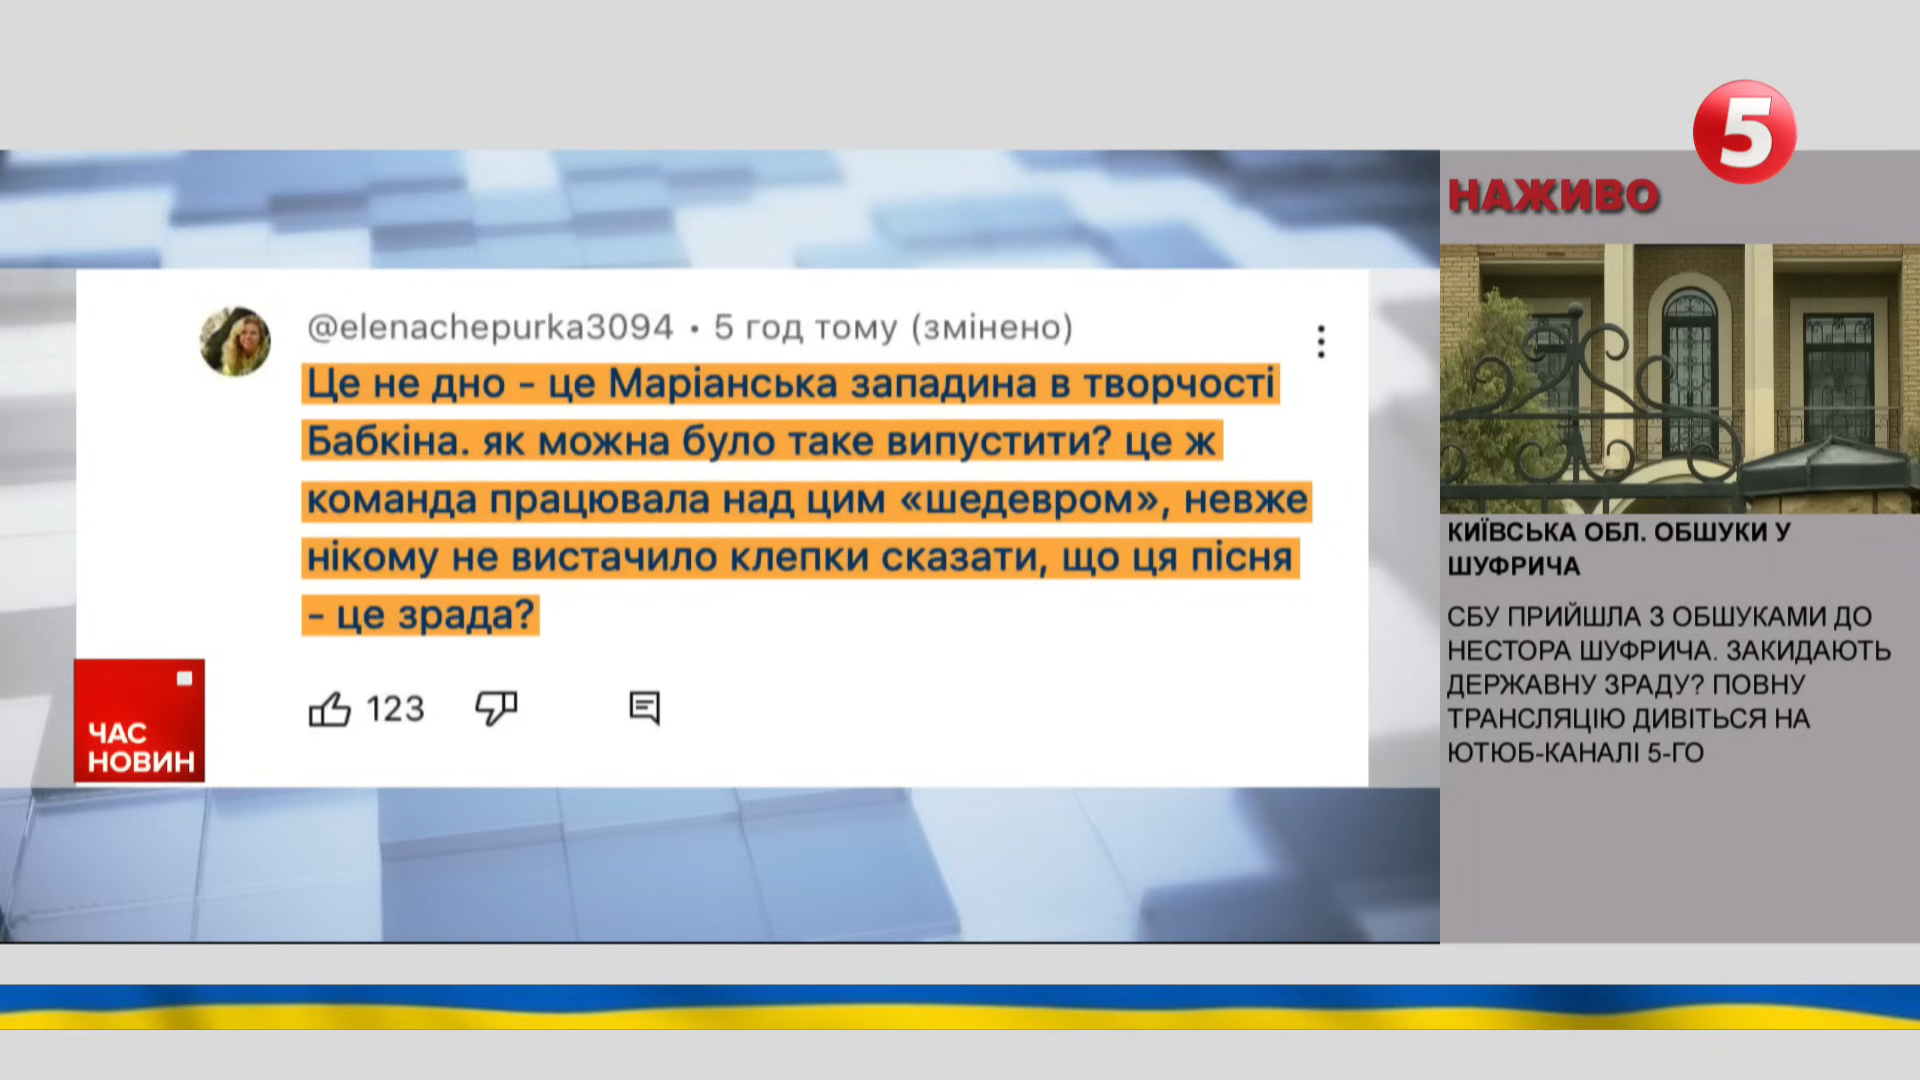 5
НАЖИВО
@elenachepurka3094 • 5 год тому (змінено)
Це не дно - це Маріанська западина в творчості
Бабкіна. як можна було таке випустити? це ж
команда працювала над цим «шедевром», невже
нікому не вистачило клепки сказати, що ця пісня
- це зрада?
123
ЧАС
НОВИН
КИЇВСЬКА ОБЛ. ОБШУКИ У
ШУФРИЧА
СБУ ПРИЙШЛА З ОБШУКАМИ ДО
НЕСТОРА ШУФРИЧА. ЗАКИДАЮТЬ
ДЕРЖАВНУ ЗРАДУ? ПОВНУ
ТРАНСЛЯЦІЮ ДИВІТЬСЯ НА
ЮТЮБ-КАНАЛІ 5-ГО